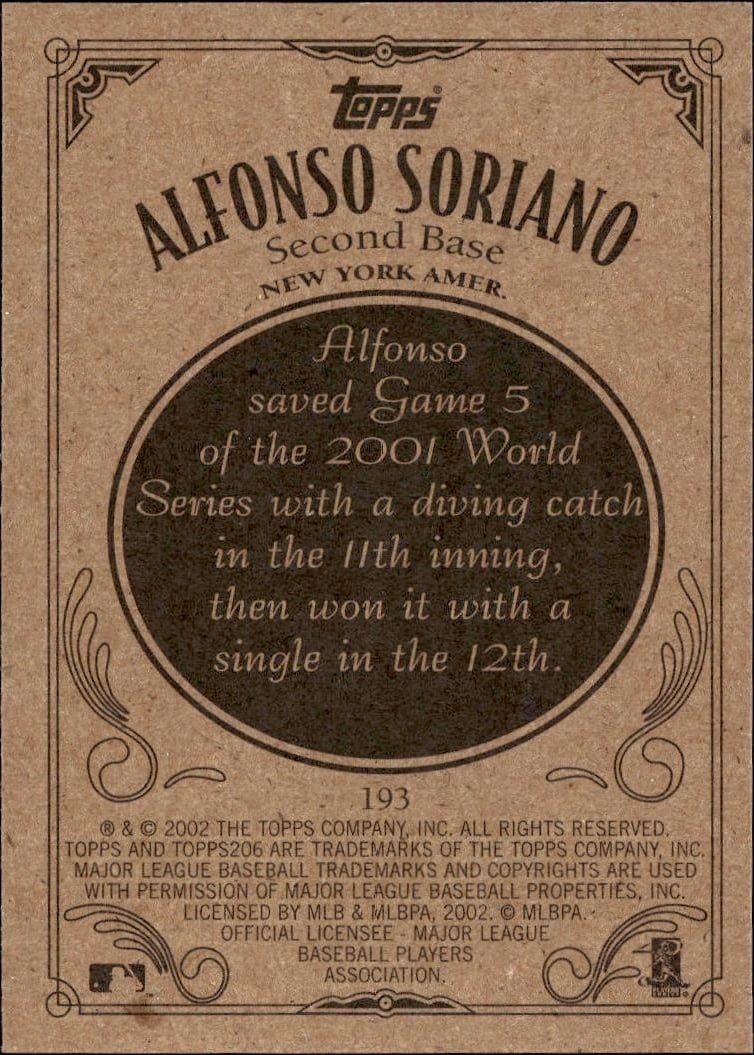 Topps®
ALFONSO SORIANO
Second Base
NEW YORK AMER.
Alfonso
saved Game 5
of the 2001 World
Series with a diving catch
in the 11th inning,
then won it with a
single in the 12th.
193
® & © 2002 THE TOPPS COMPANY, INC. ALL RIGHTS RESERVED.
TOPPS AND TOPPS206 ARE TRADEMARKS OF THE TOPPS COMPANY, INC.
MAJOR LEAGUE BASEBALL TRADEMARKS AND COPYRIGHTS ARE USED
WITH PERMISSION OF MAJOR LEAGUE BASEBALL PROPERTIES, INC.
LICENSED BY MLB & MLBPA, 2002. © MLBPA.
OFFICIAL LICENSEE - MAJOR LEAGUE
BASEBALL PLAYERS
ASSOCIATION.